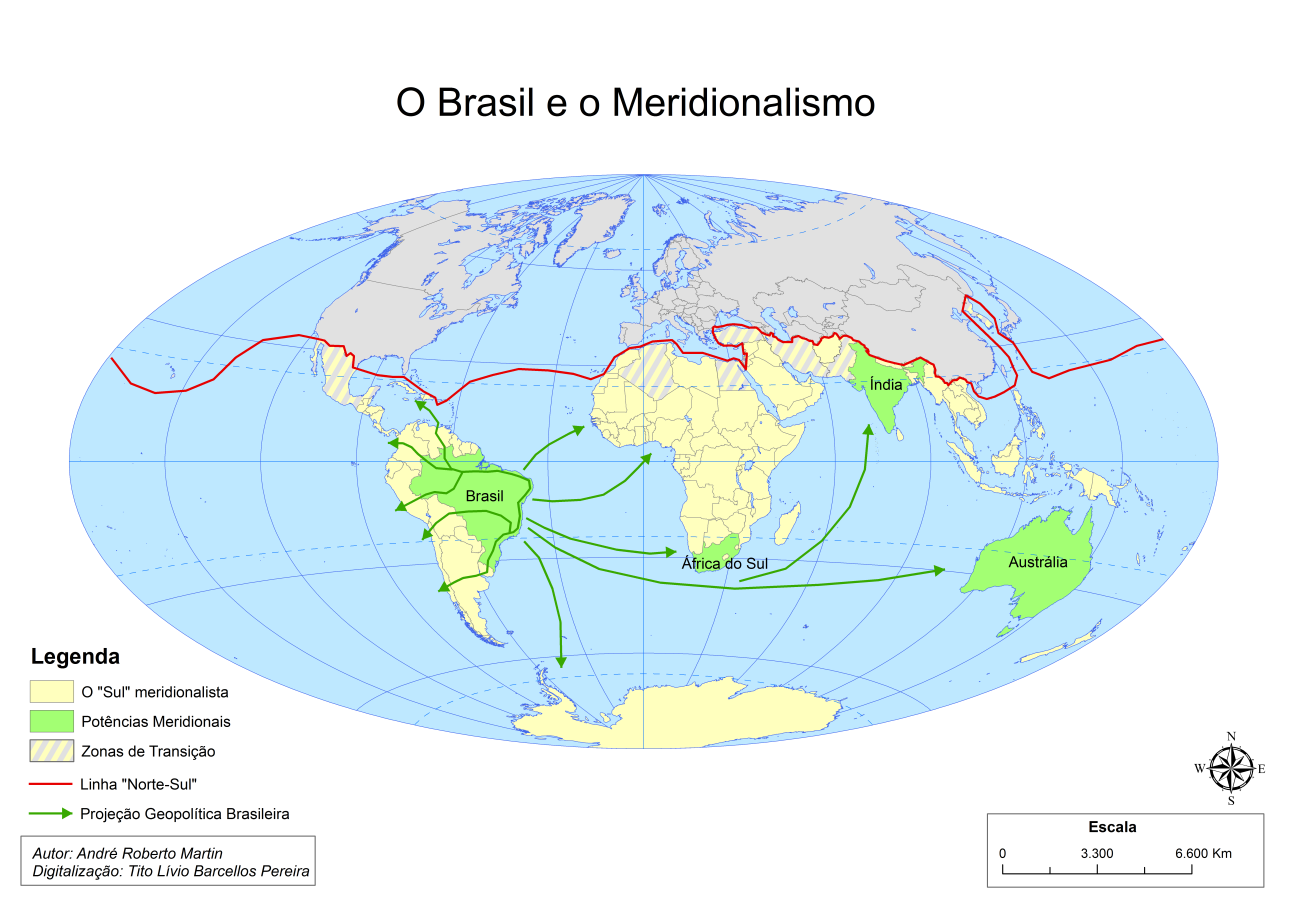 O Brasil e o Meridionalismo
Índia
Brasil
África do Sul
Austrália
Legenda
O "Sul" meridionalista
Potências Meridionais
Zonas de Transição
Linha "Norte-Sul"
Projeção Geopolítica Brasileira
Autor: André Roberto Martin
Digitalização: Tito Lívio Barcellos Pereira
N
W E
S
Escala
0 3.300 6.600 Km